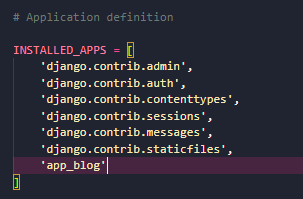 # Application definition
INSTALLED_APPS = [
'django.contrib.admin',
'django.contrib.auth',
'django.contrib.contenttypes',
'django.contrib.sessions',
'django.contrib.messages',
'django.contrib.staticfiles',
'app_blog'
]